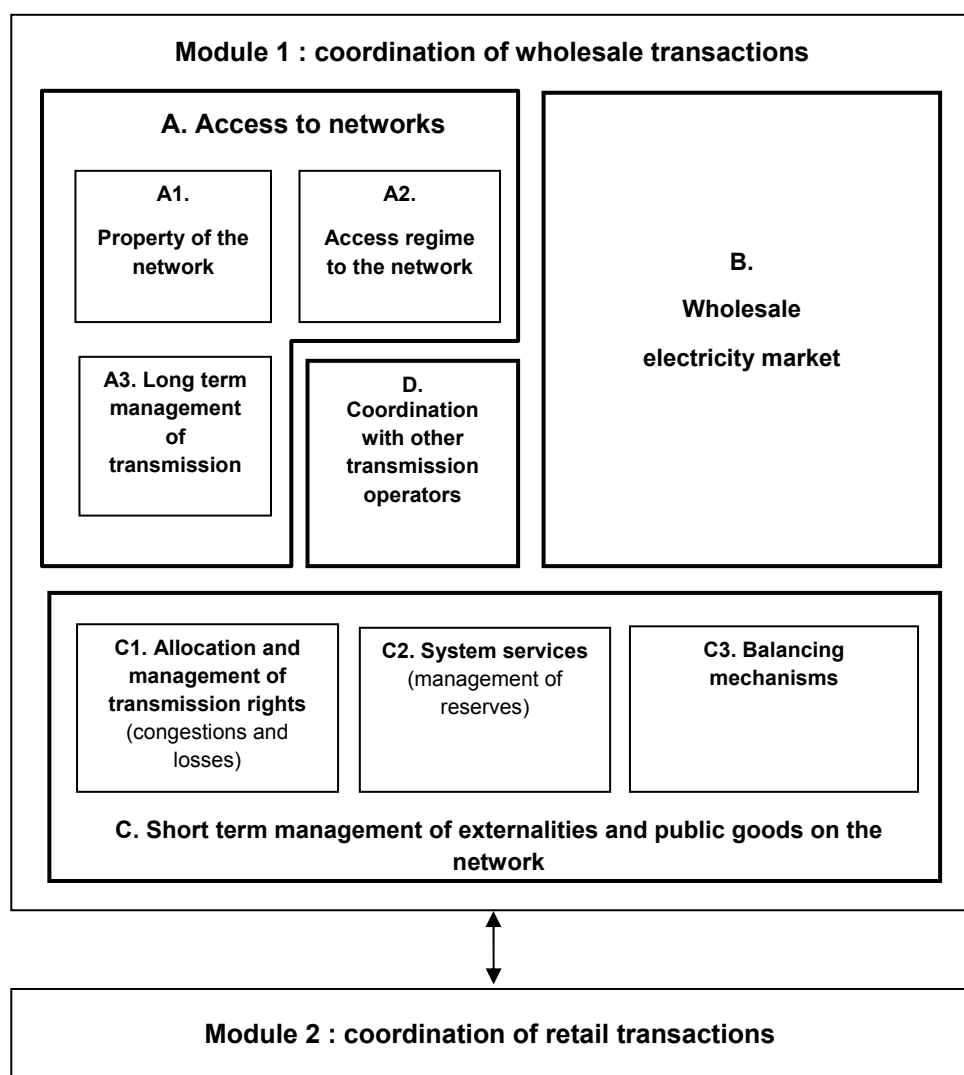 Module 1 : coordination of wholesale transactions
A. Access to networks
A1.
Property of the
network
A2.
Access regime
to the network
A3. Long term
management
of
transmission
D.
Coordination
with other
transmission
operators
B.
Wholesale
electricity market
C1. Allocation and
management of
transmission rights
(congestions and
losses)
C2. System services
(management of
reserves)
C3. Balancing
mechanisms
C. Short term management of externalities and public goods on the
network
Module 2 : coordination of retail transactions